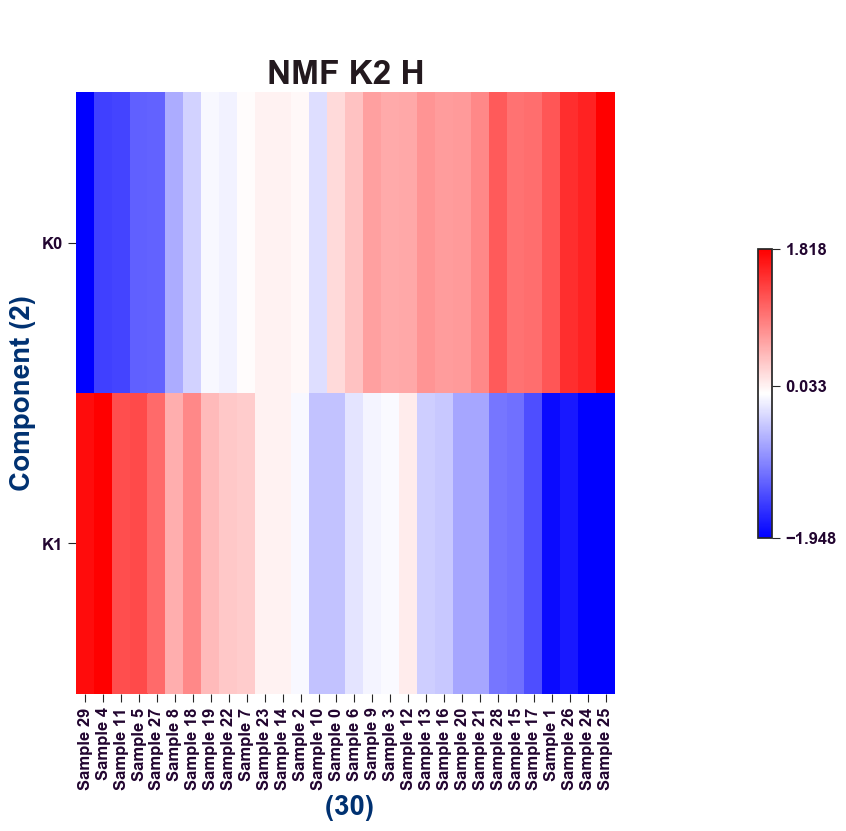 NMF K2 H
K0
K1
Component (2)
1.818
0.033
−1.948
Sample 29
Sample 4
Sample 11
Sample 5
Sample 27
Sample 8
Sample 18
Sample 19
Sample 22
Sample 7
Sample 23
Sample 14
Sample 2
Sample 10
Sample 0
Sample 6
Sample 9
Sample 3
Sample 12
Sample 13
Sample 16
Sample 20
Sample 21
Sample 28
Sample 15
Sample 17
Sample 1
Sample 26
Sample 24
Sample 25
(30)